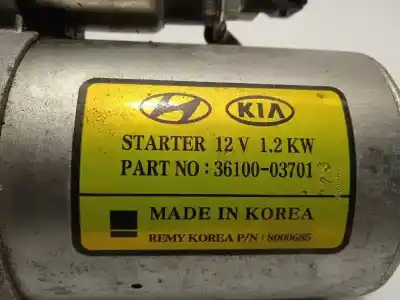 KIA
STARTER 12 V 1.2 KW
PART NO : 36100-03701
MADE IN KOREA
REMY KOREA P/N : 8000685